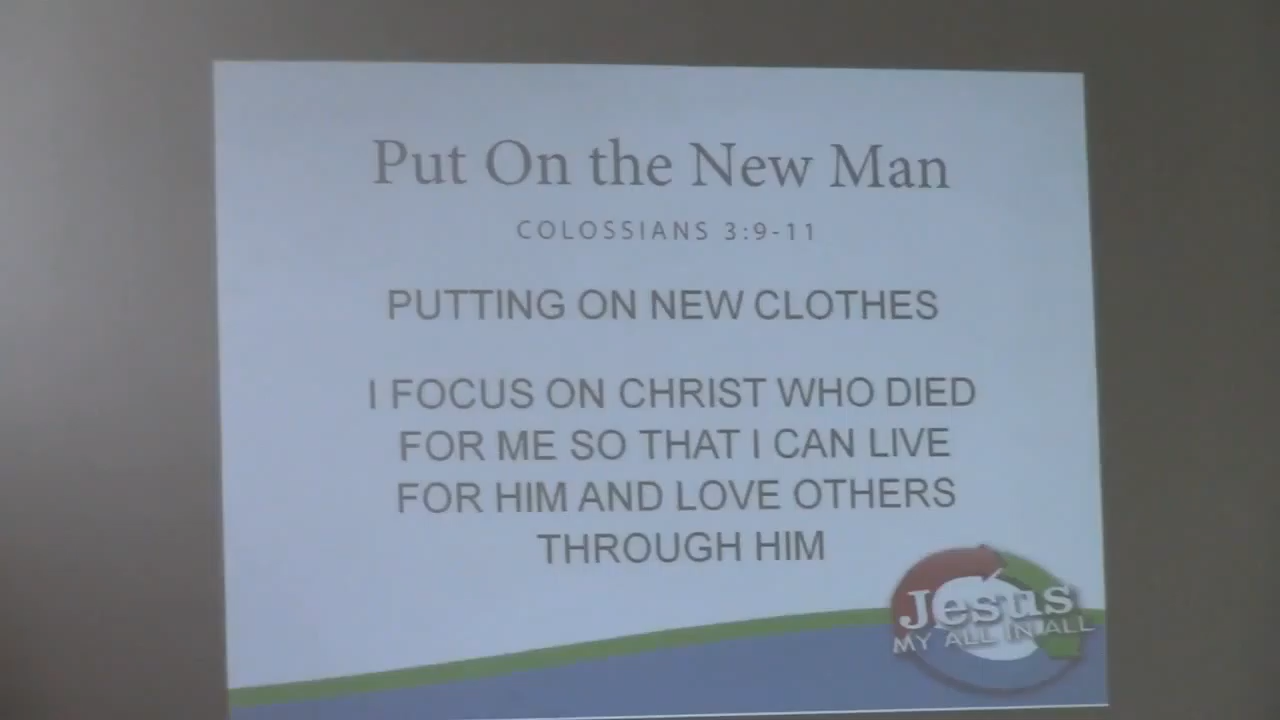 Put On the New Man
COLOSSIANS 3:9-11
PUTTING ON NEW CLOTHES
I FOCUS ON CHRIST WHO DIED
FOR ME SO THAT I CAN LIVE
FOR HIM AND LOVE OTHERS
THROUGH HIM
Jesus
MY ALL IN ALL